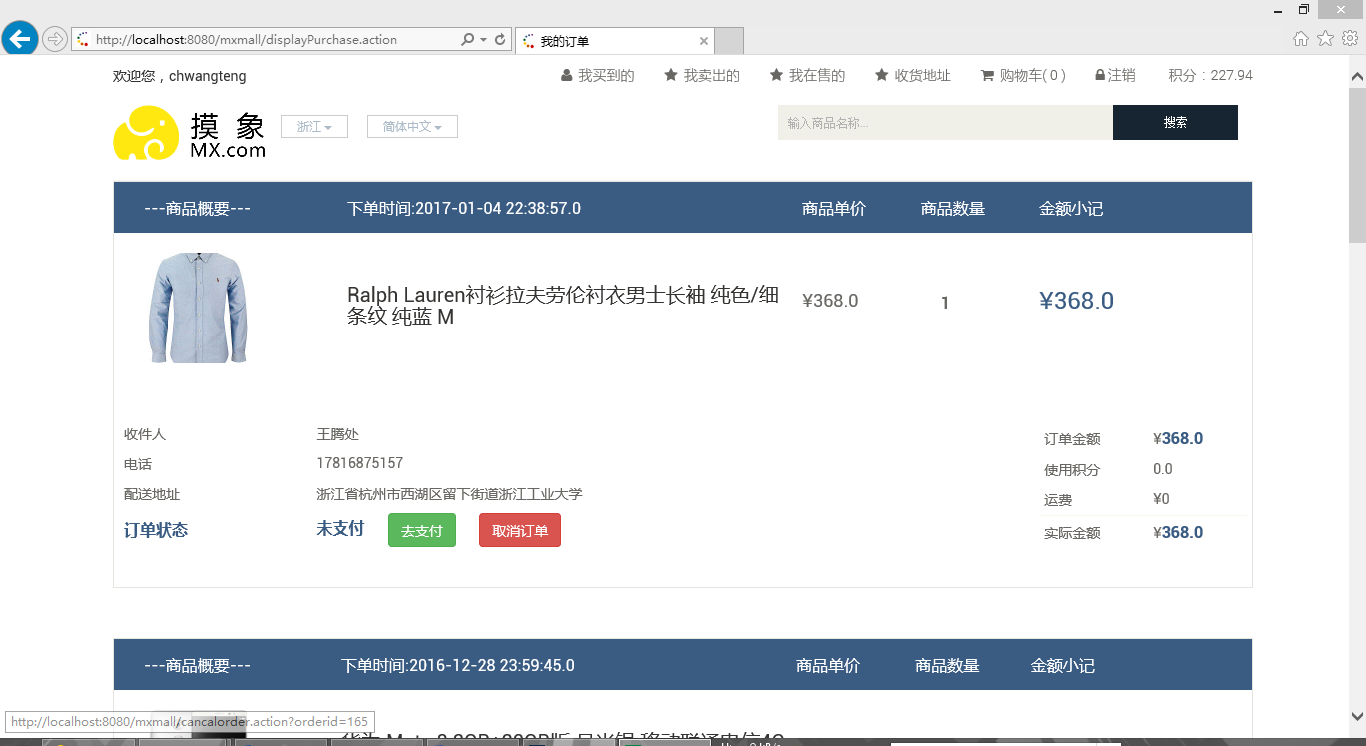 http://localhost:8080/mxmall/displayPurchase.action
我的订单
欢迎您，chwangteng
我买到的 我卖出的 我在售的 收货地址 购物车( 0 ) 注销 积分：227.94
摸 象
MX.com
浙江 简体中文 输入商品名称... 搜索
---商品概要--- 下单时间:2017-01-04 22:38:57.0 商品单价 商品数量 金额小记
Ralph Lauren衬衫拉夫劳伦衬衣男士长袖 纯色/细
条纹 纯蓝 M
¥368.0 1 ¥368.0
收件人 王腾处
电话 17816875157
配送地址 浙江省杭州市西湖区留下街道浙江工业大学
订单状态 未支付 去支付 取消订单
订单金额 ¥368.0
使用积分 0.0
运费 ¥0
实际金额 ¥368.0
---商品概要--- 下单时间:2016-12-28 23:59:45.0 商品单价 商品数量 金额小记
http://localhost:8080/mxmall/cancalorder.action?orderid=165